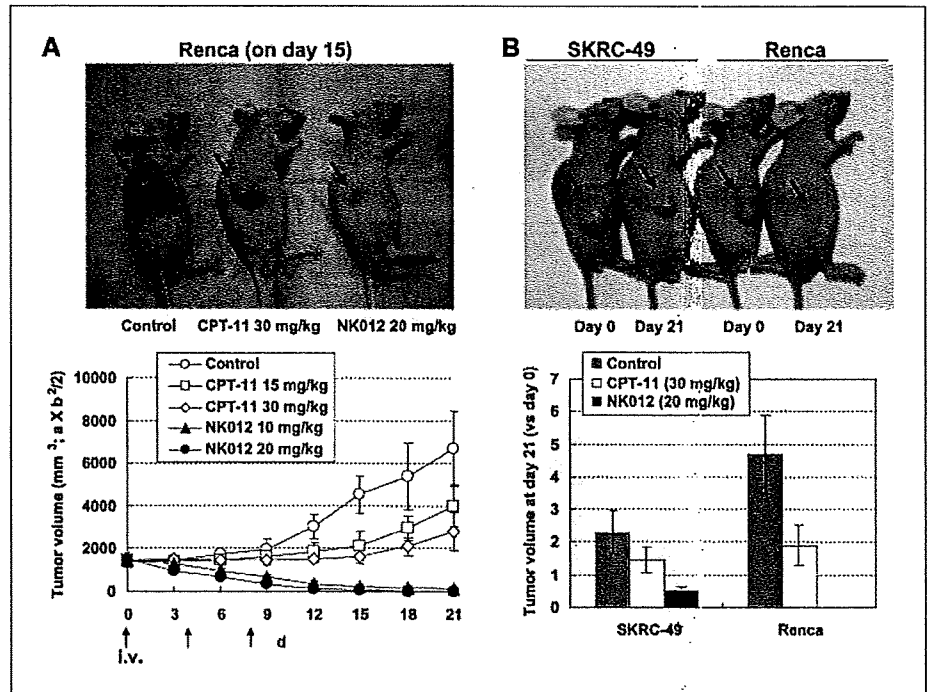 A
Renca (on day 15)
Control CPT-11 30 mg/kg NK012 20 mg/kg
Control
CPT-11 15 mg/kg
CPT-11 30 mg/kg
NK012 10 mg/kg
NK012 20 mg/kg
Tumor volume (mm³; a X b²/2)
10000
8000
6000
4000
2000
0
0 3 6 9 12 15 18 21
i.v.
d
B
SKRC-49 Renca
Day 0 Day 21 Day 0 Day 21
Control
CPT-11 (30 mg/kg)
NK012 (20 mg/kg)
Tumor volume at day 21 (vs day 0)
7
6
5
4
3
2
1
0
SKRC-49 Renca